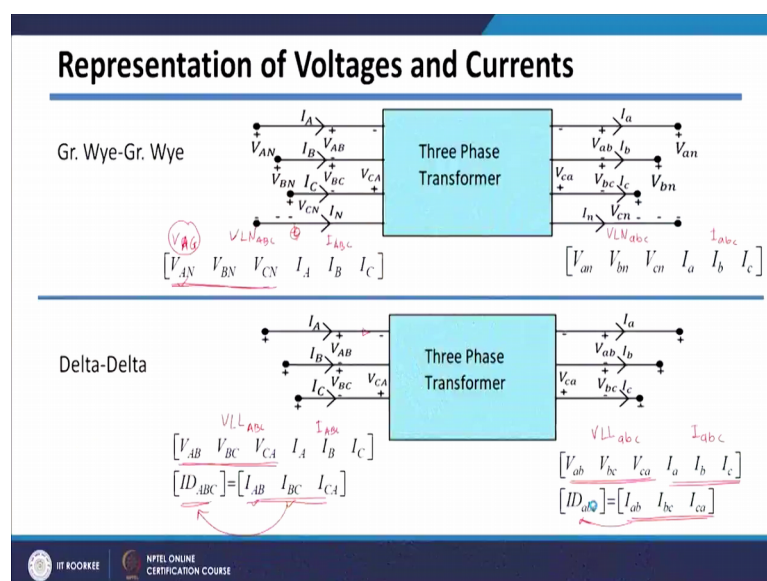 Representation of Voltages and Currents
Gr. Wye-Gr. Wye
I_A V_AB
V_AN I_B V_BC V_CA
V_BN I_C
V_CN I_N
Three Phase
Transformer
I_a
V_ab I_b V_an
V_ca V_bc I_c V_bn
I_n V_cn
V_AG VLN_ABC I_ABC
[V_AN V_BN V_CN I_A I_B I_C]
VLN_abc I_abc
[V_an V_bn V_cn I_a I_b I_c]
Delta-Delta
I_A
I_B V_AB
I_C V_BC V_CA
Three Phase
Transformer
I_a
V_ab I_b
V_ca V_bc I_c
VLL_ABC I_ABC
[V_AB V_BC V_CA I_A I_B I_C]
[ID_ABC]=[I_AB I_BC I_CA]
VLL_abc I_abc
[V_ab V_bc V_ca I_a I_b I_c]
[ID_abc]=[I_ab I_bc I_ca]
IIT ROORKEE
NPTEL ONLINE
CERTIFICATION COURSE